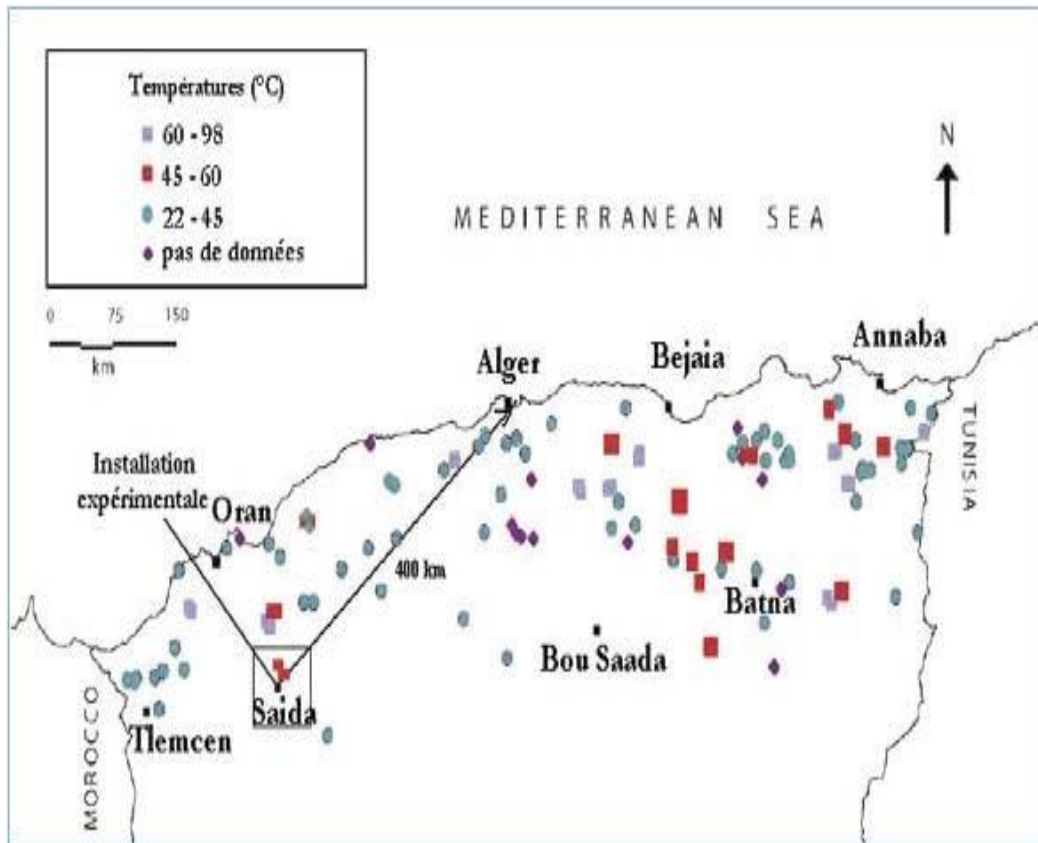 Températures (°C)
60 - 98
45 - 60
22 - 45
pas de données
0 75 150
km
N
MEDITERRANEAN SEA
Annaba
Bejaia
Alger
TUNISIA
Installation
expérimentale
Oran
400 km
Batna
Bou Saada
Saida
Tlemcen
MOROCCO